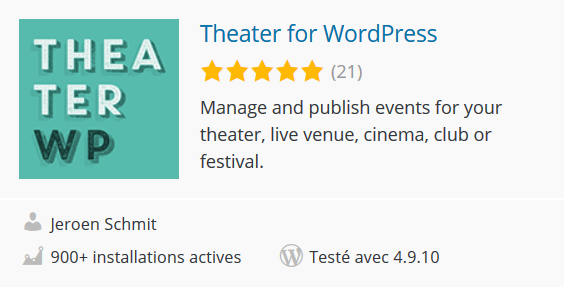 THEA
TER
WP
Theater for WordPress
(21)
Manage and publish events for your
theater, live venue, cinema, club or
festival.
Jeroen Schmit
900+ installations actives
Testé avec 4.9.10